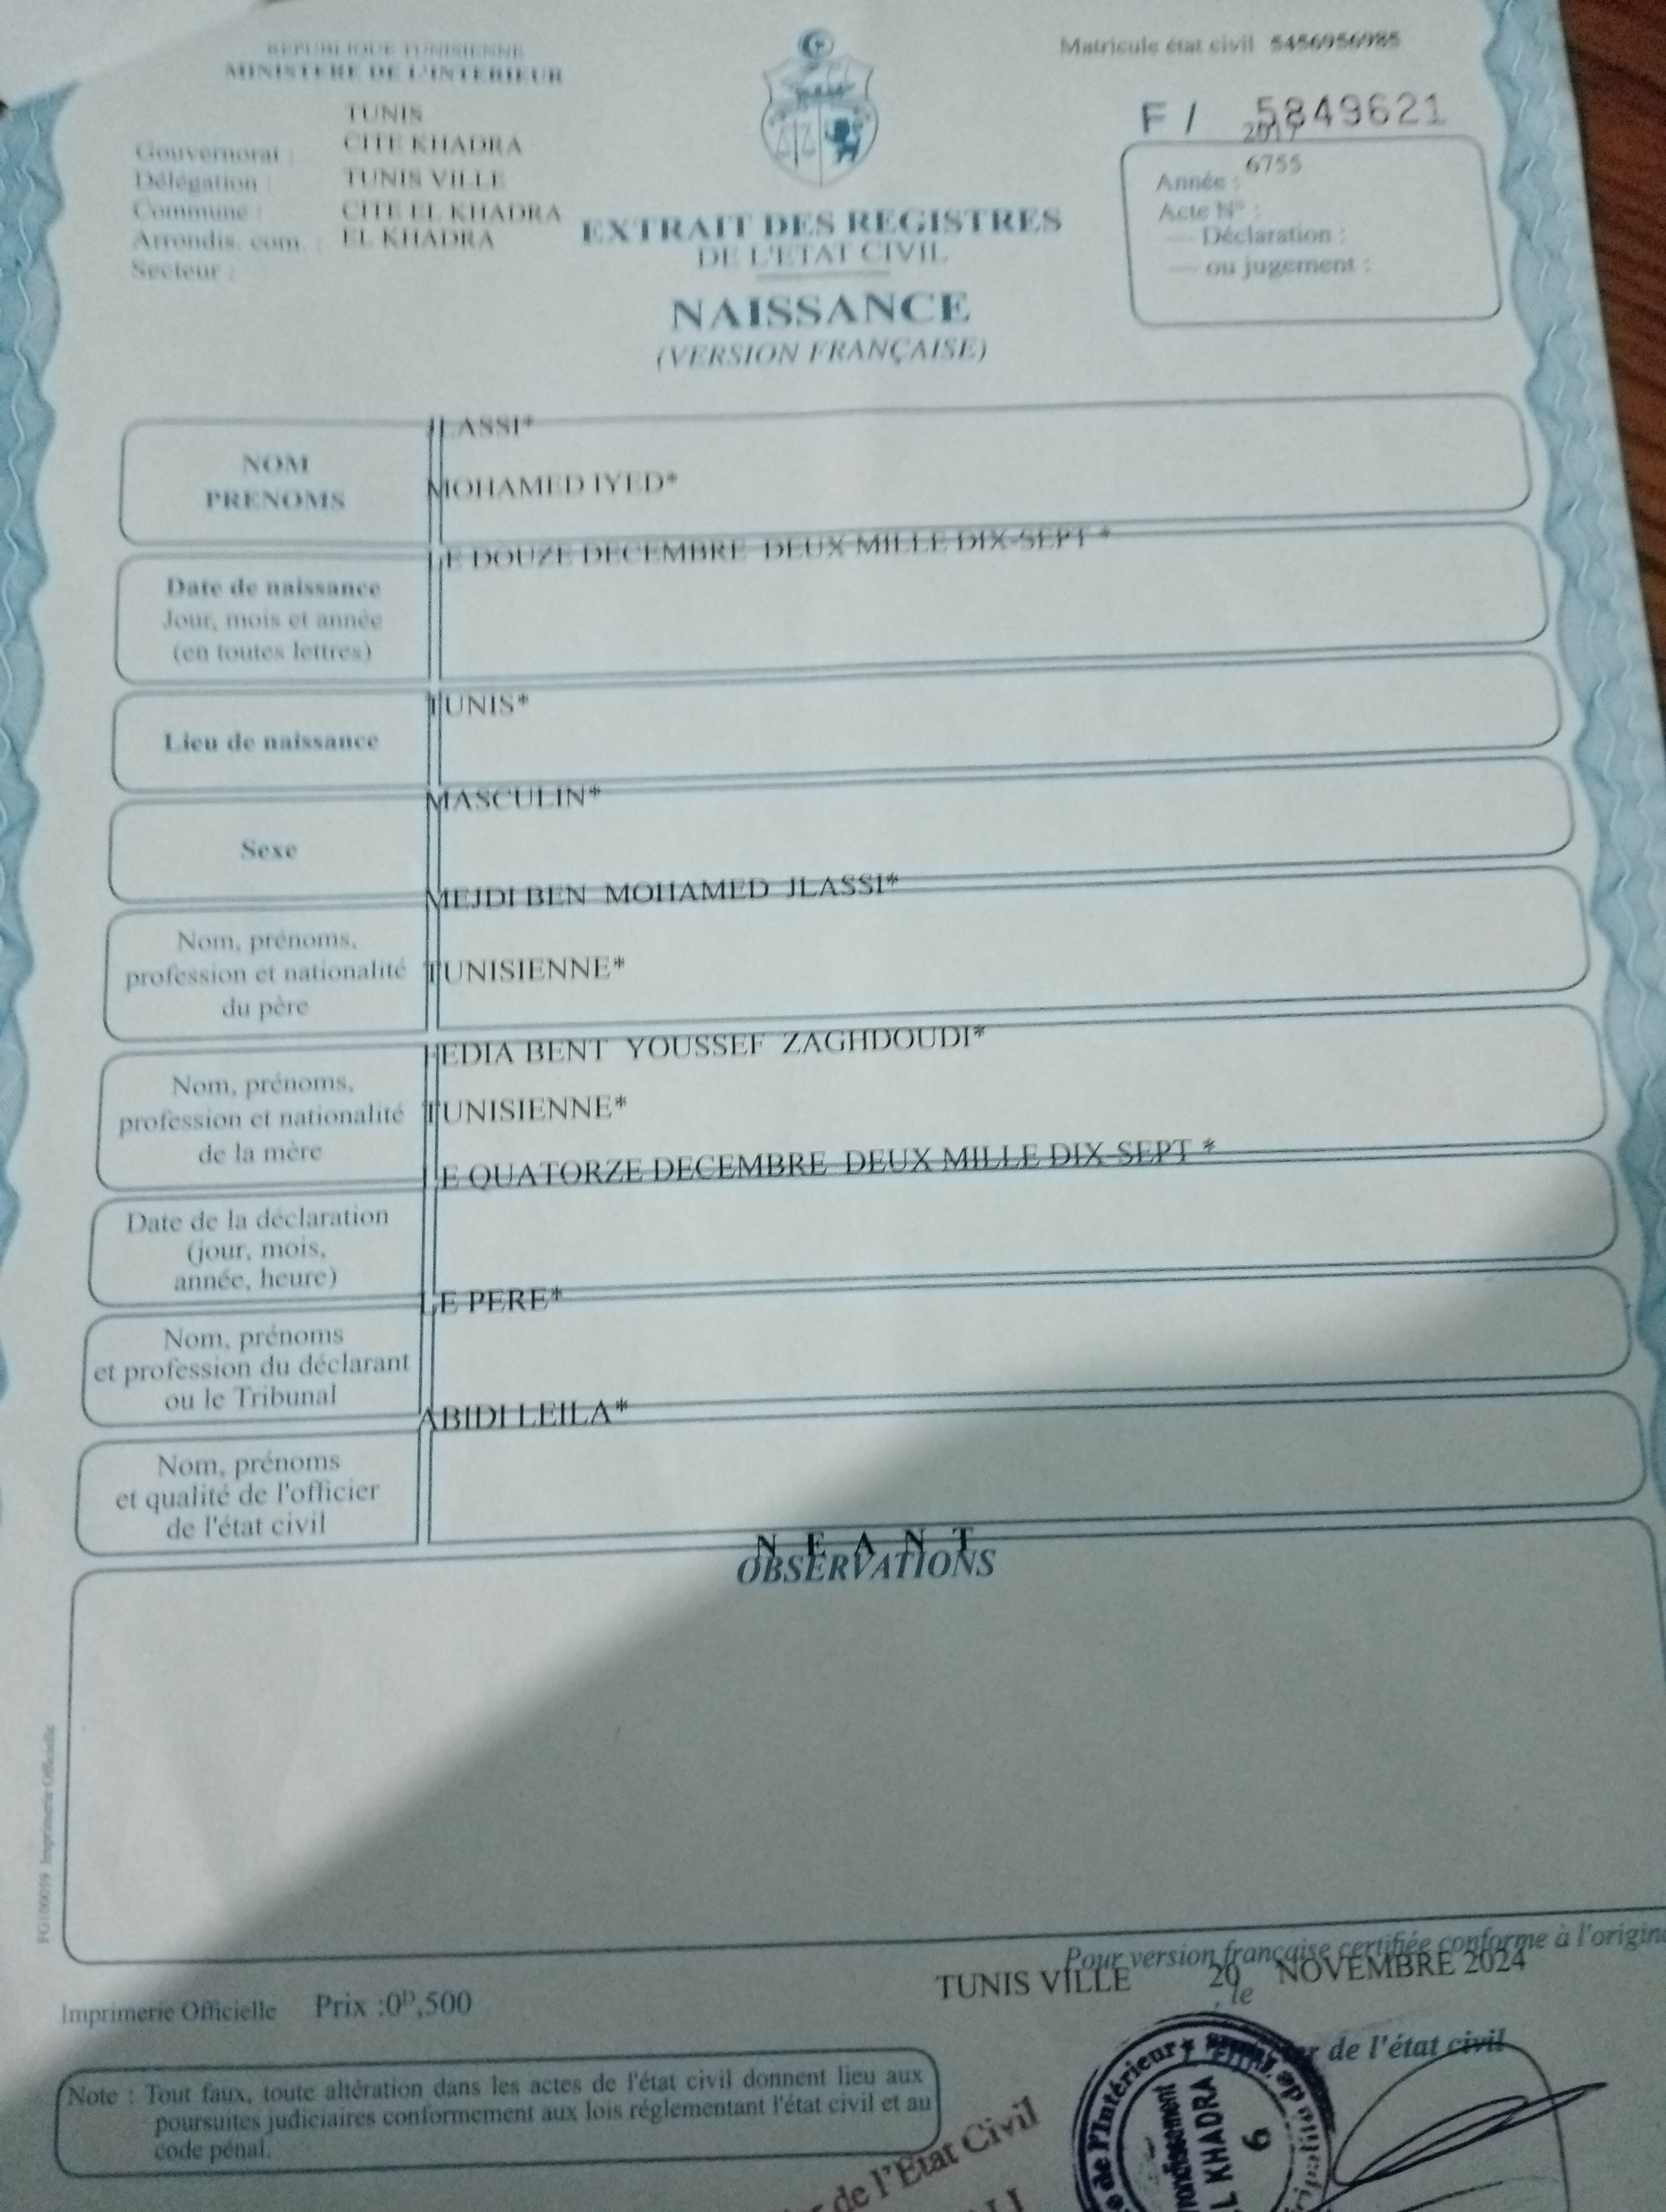 REPUBLIQUE TUNISIENNE
MINISTERE DE L'INTERIEUR
Matricule état civil 5456956985
F / 5849621
Gouvernorat : TUNIS
Délégation : CITE KHADRA
Commune : TUNIS VILLE
Arrondis. com. : CITE EL KHADRA
Secteur : EL KHADRA
2017
Année : 6755
Acte N° :
— Déclaration :
— ou jugement :
EXTRAIT DES REGISTRES
DE L'ETAT CIVIL
NAISSANCE
(VERSION FRANÇAISE)
NOM
PRENOMS
JLASSI*
MOHAMED IYED*
Date de naissance
Jour, mois et année
(en toutes lettres)
LE DOUZE DECEMBRE DEUX MILLE DIX-SEPT *
Lieu de naissance
TUNIS*
Sexe
MASCULIN*
Nom, prénoms,
profession et nationalité
du père
MEJDI BEN MOHAMED JLASSI*
TUNISIENNE*
Nom, prénoms,
profession et nationalité
de la mère
HEDIA BENT YOUSSEF ZAGHDOUDI*
TUNISIENNE*
Date de la déclaration
(jour, mois,
année, heure)
LE QUATORZE DECEMBRE DEUX MILLE DIX-SEPT *
Nom, prénoms
et profession du déclarant
ou le Tribunal
LE PERE*
Nom, prénoms
et qualité de l'officier
de l'état civil
ABIDI LEILA*
N E A N T
OBSERVATIONS
FG100059 Imprimerie Officielle
Pour version française certifiée conforme à l'origin
TUNIS VILLE 20 NOVEMBRE 2024
, le
Imprimerie Officielle Prix :0ᴰ,500
de l'état civil
Note : Tout faux, toute altération dans les actes de l'état civil donnent lieu aux
poursuites judiciaires conformement aux lois réglementant l'état civil et au
code pénal.
de l'Etat Civil
de l'Intérieur
KHADRA
6